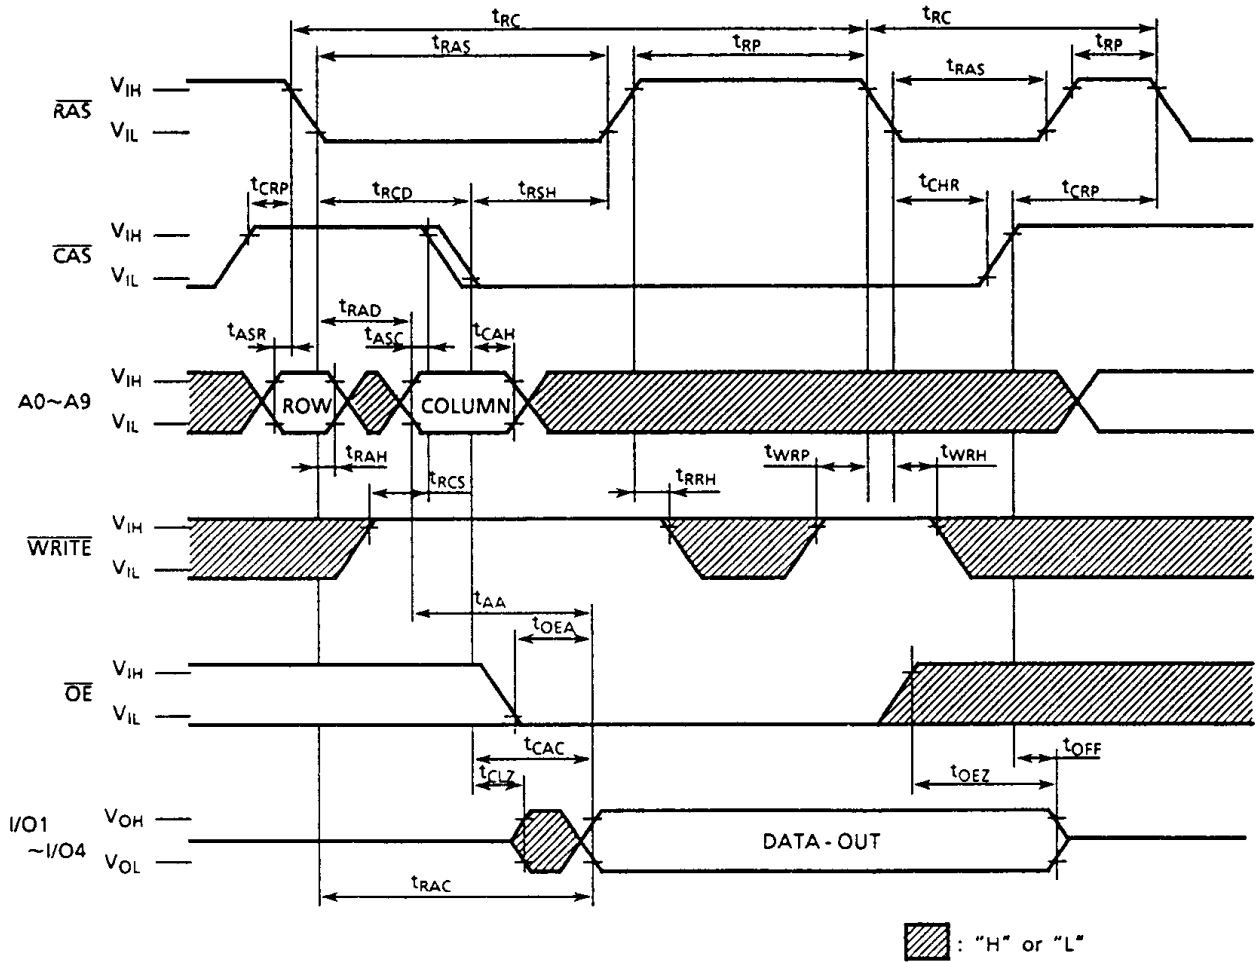 tRC tRC
tRAS tRP tRAS tRP
RAS VIH
VIL
tCRP tRCD tRSH tCHR tCRP
CAS VIH
VIL
tRAD
tASR tASC tCAH
A0~A9 VIH
VIL
ROW COLUMN
tRAH tRCS tRRH tWRP tWRH
WRITE VIH
VIL
tAA
tOEA
OE VIH
VIL
tCAC tOFF
tCLZ tOEZ
I/O1
~I/O4
VOH
VOL
DATA-OUT
tRAC
: "H" or "L"